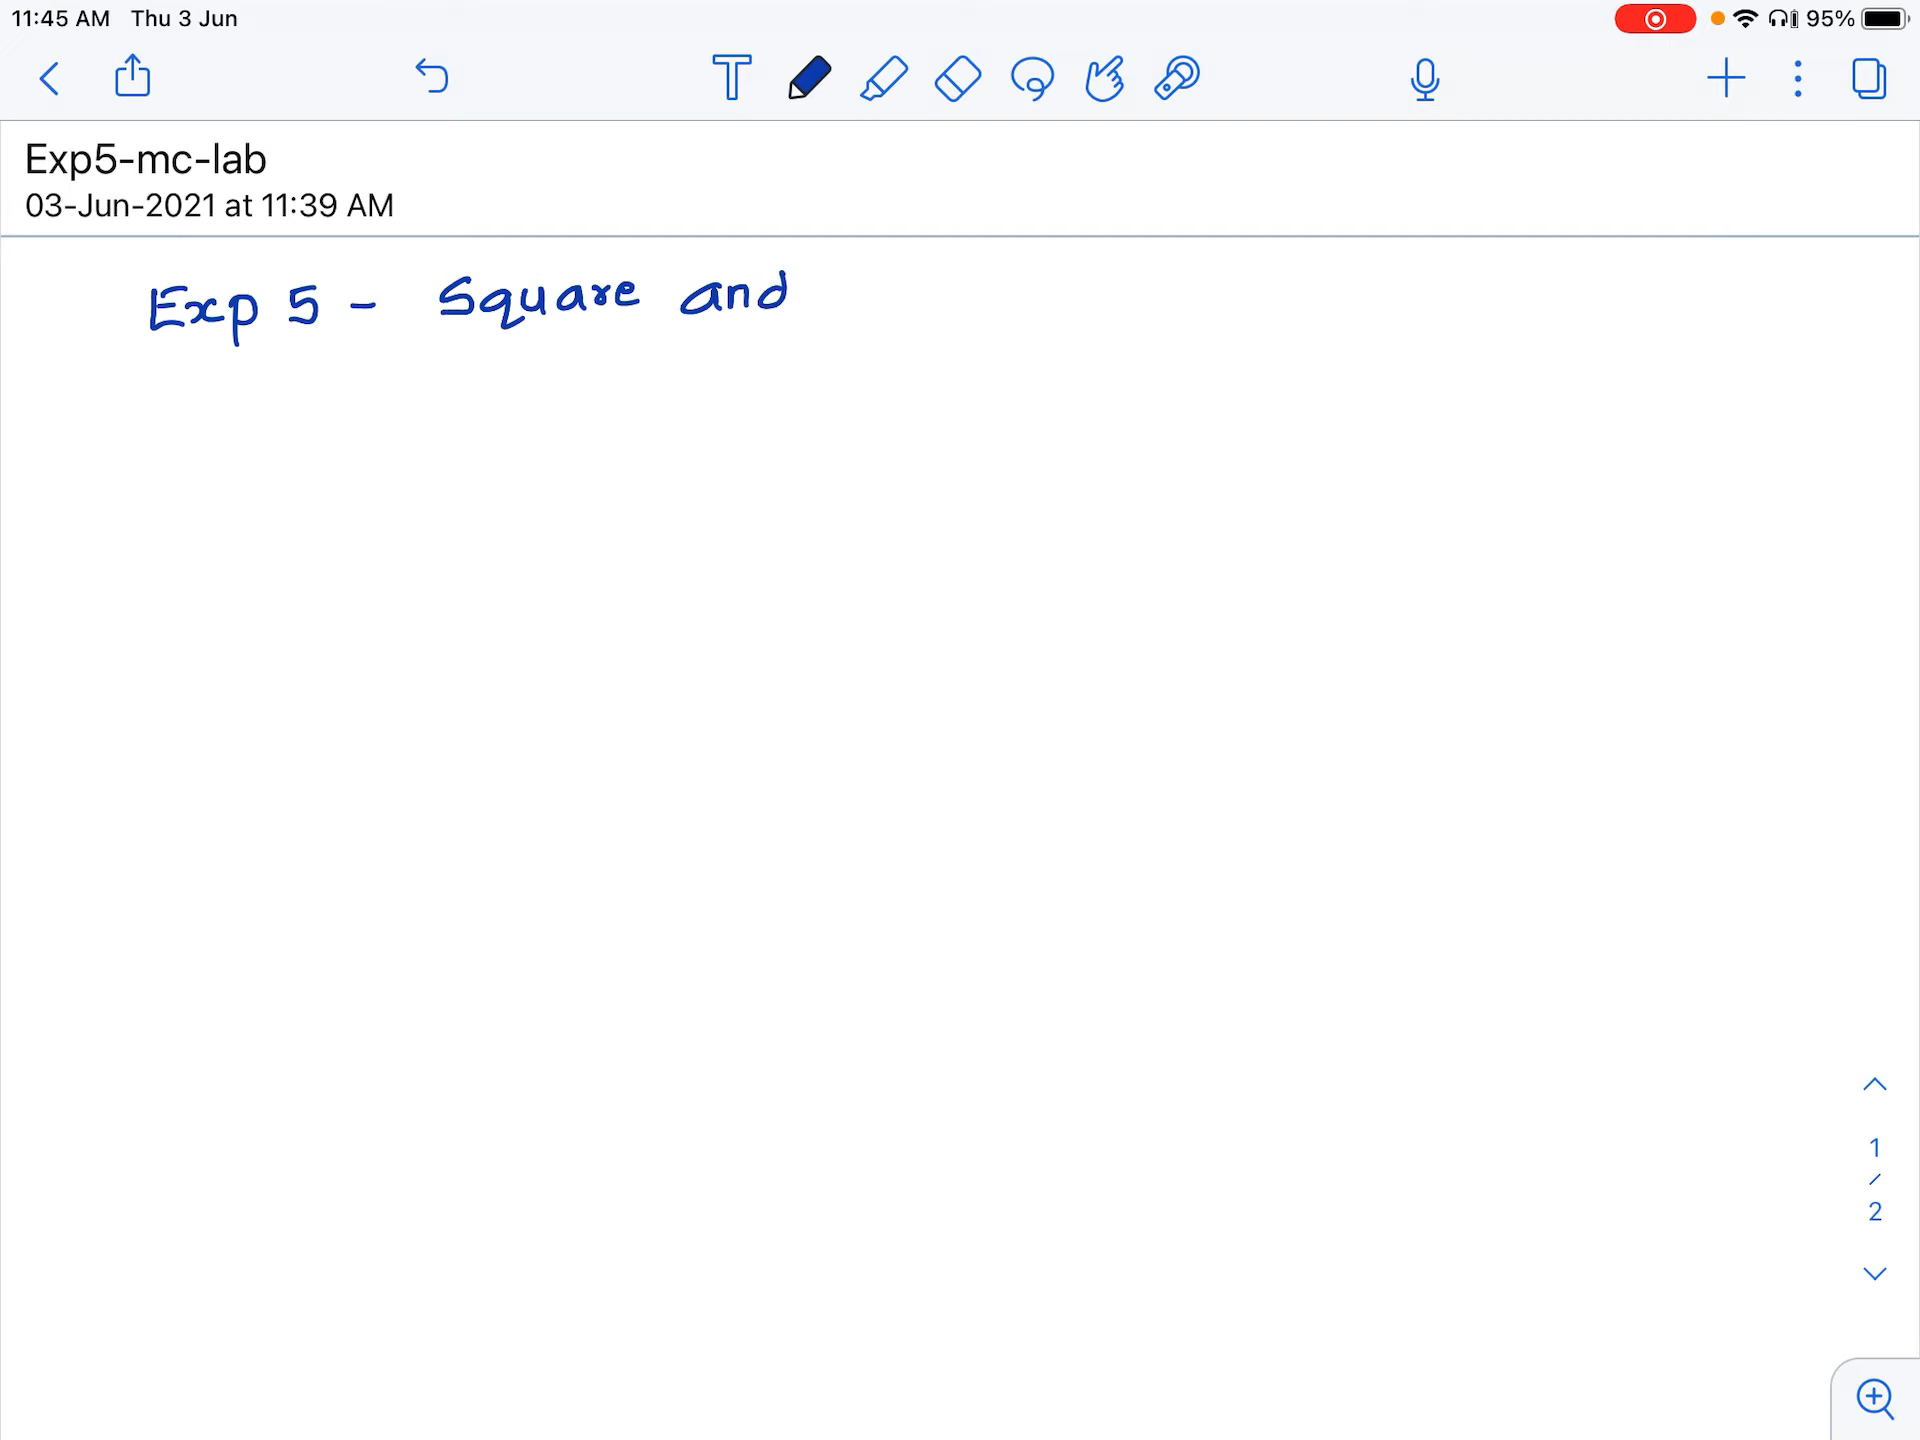 11:45 AM Thu 3 Jun 95%
T
Exp5-mc-lab
03-Jun-2021 at 11:39 AM
Exp 5 - Square and
1
/
2